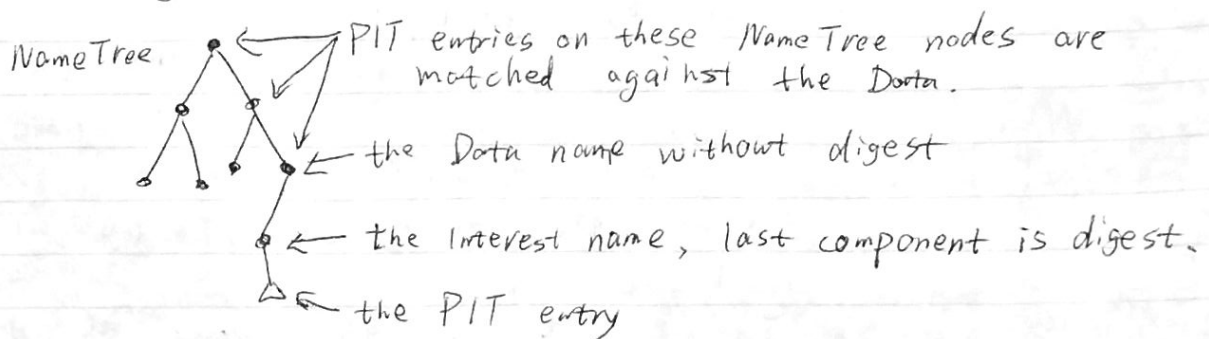 NameTree
PIT entries on these NameTree nodes are
matched against the Data.
the Data name without digest
the Interest name, last component is digest.
the PIT entry